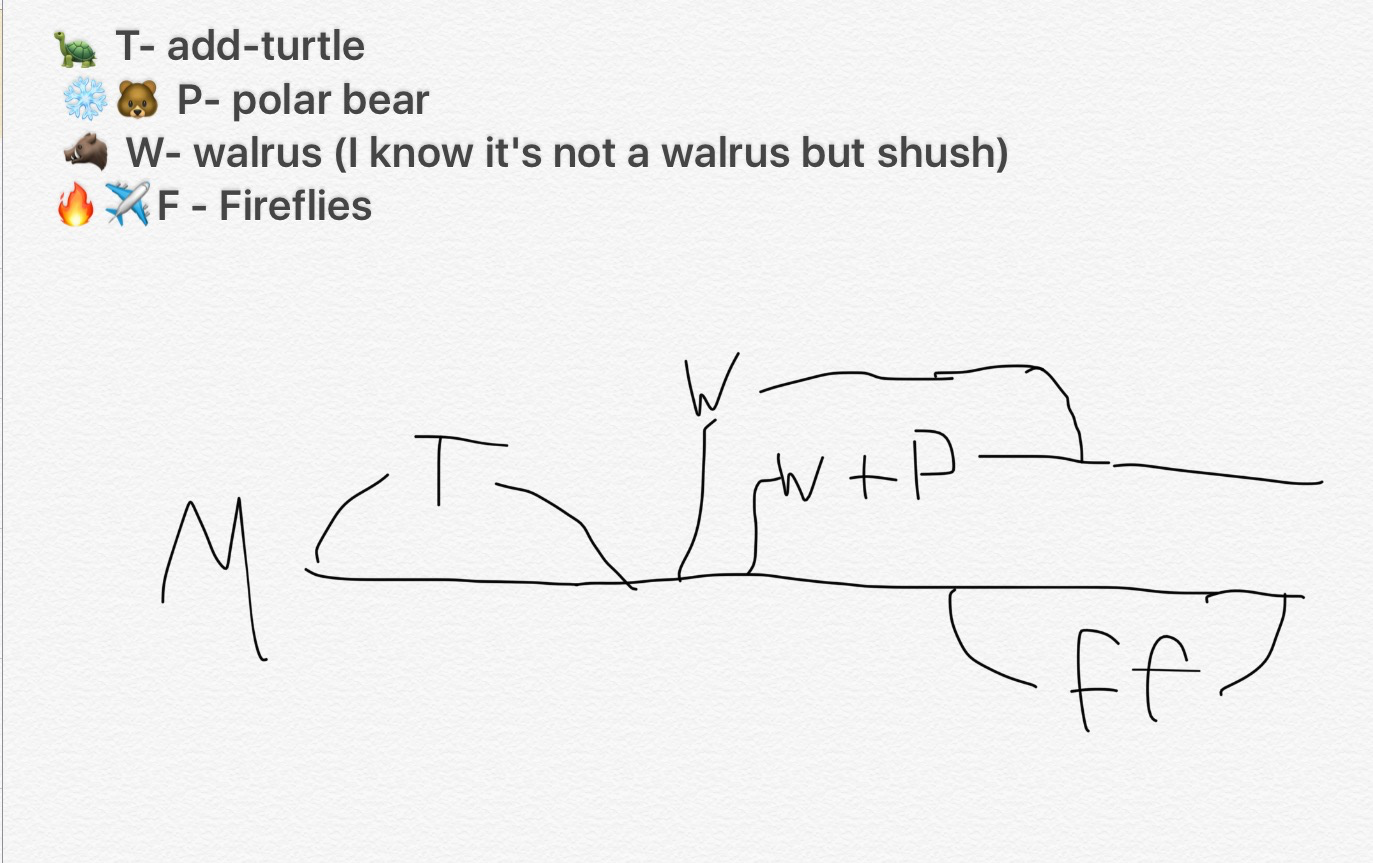 🐢 T- add-turtle
❄️🐻 P- polar bear
🐗 W- walrus (I know it's not a walrus but shush)
🔥✈️F - Fireflies
W
T
W + P
M
Ff